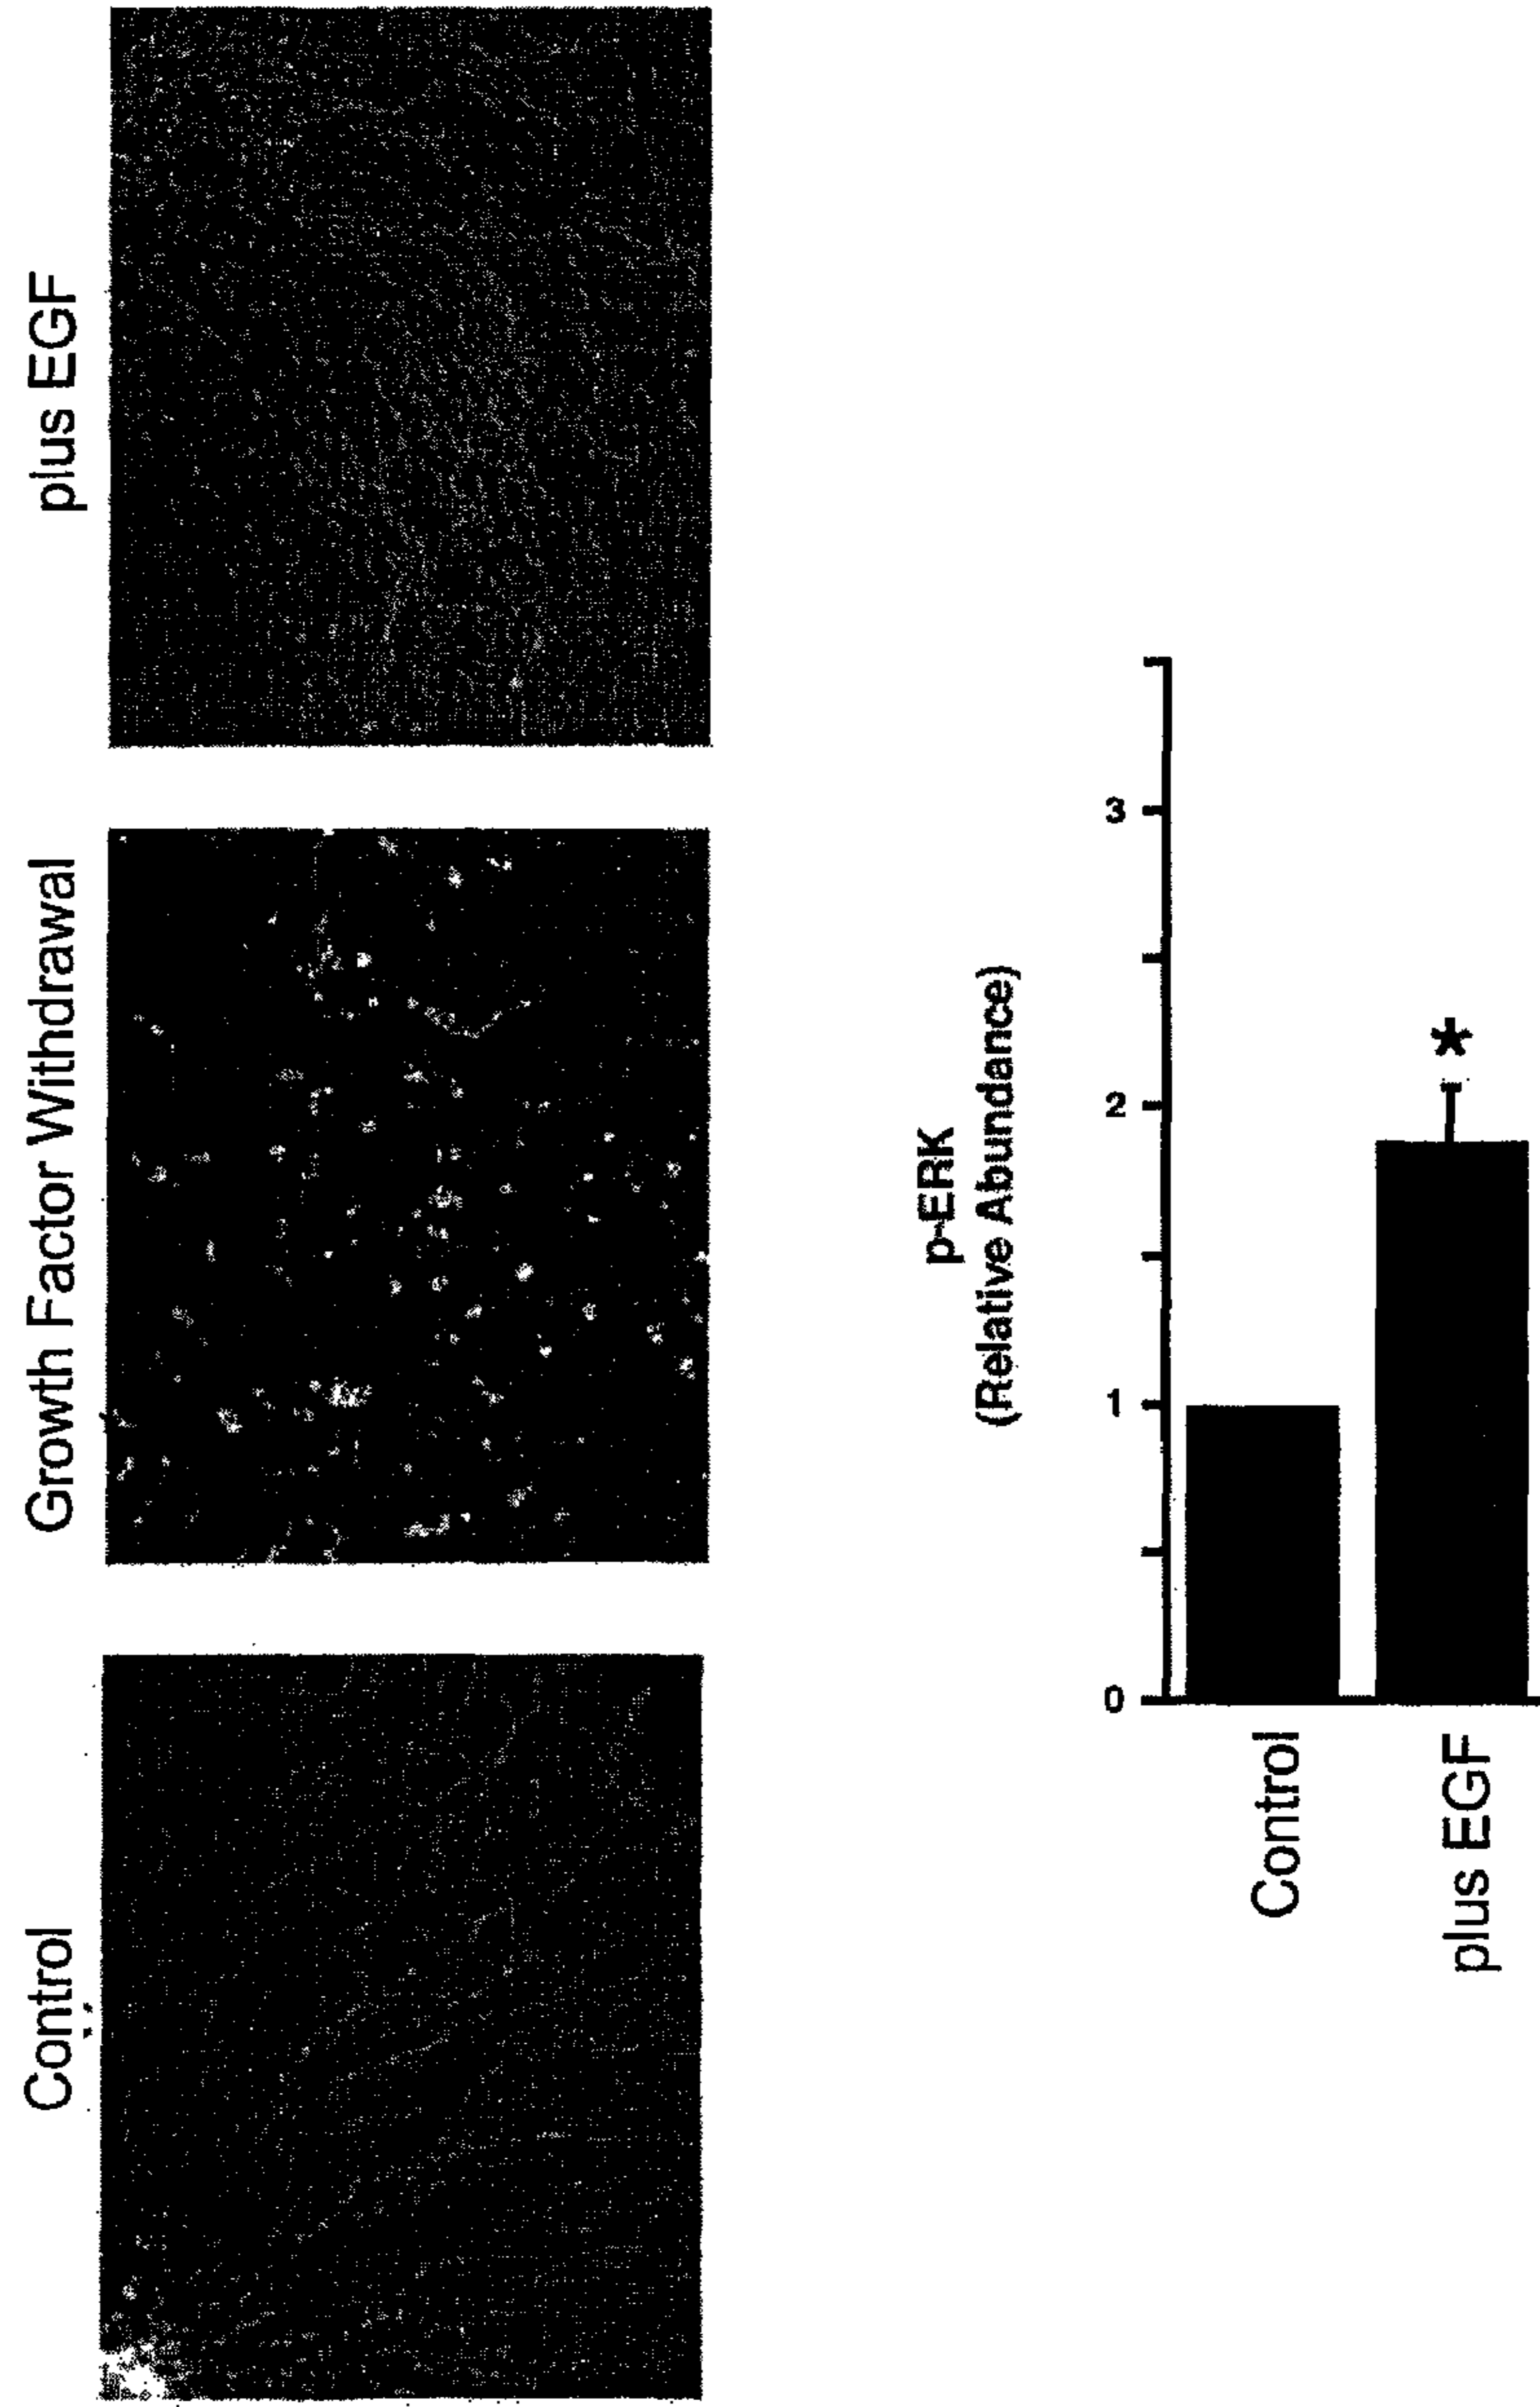 Control
Growth Factor Withdrawal
plus EGF
p-ERK
(Relative Abundance)
3
2
1
0
*
Control
plus EGF